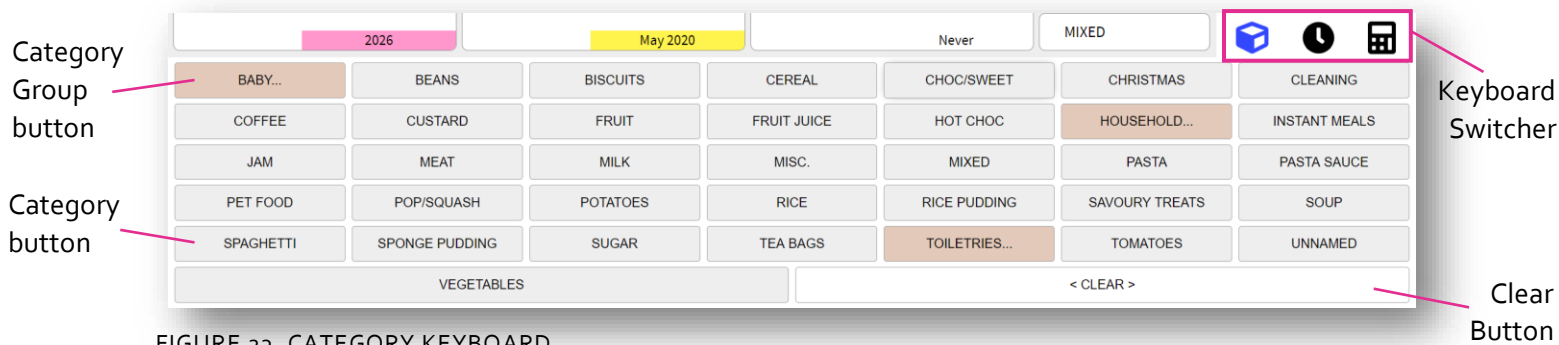 2026 May 2020 Never MIXED
Category Group button
BABY... BEANS BISCUITS CEREAL CHOC/SWEET CHRISTMAS CLEANING
Keyboard Switcher
COFFEE CUSTARD FRUIT FRUIT JUICE HOT CHOC HOUSEHOLD... INSTANT MEALS
JAM MEAT MILK MISC. MIXED PASTA PASTA SAUCE
Category button
PET FOOD POP/SQUASH POTATOES RICE RICE PUDDING SAVOURY TREATS SOUP
SPAGHETTI SPONGE PUDDING SUGAR TEA BAGS TOILETRIES... TOMATOES UNNAMED
VEGETABLES < CLEAR >
Clear Button
FIGURE CATEGORY KEYBOARD